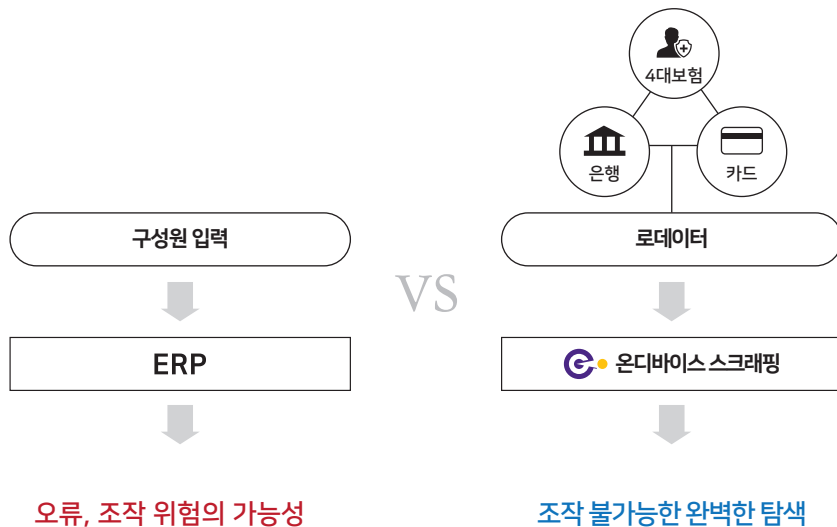 4대보험
은행
카드
구성원 입력
로데이터
VS
ERP
온디바이스 스크래핑
오류, 조작 위험의 가능성
조작 불가능한 완벽한 탐색